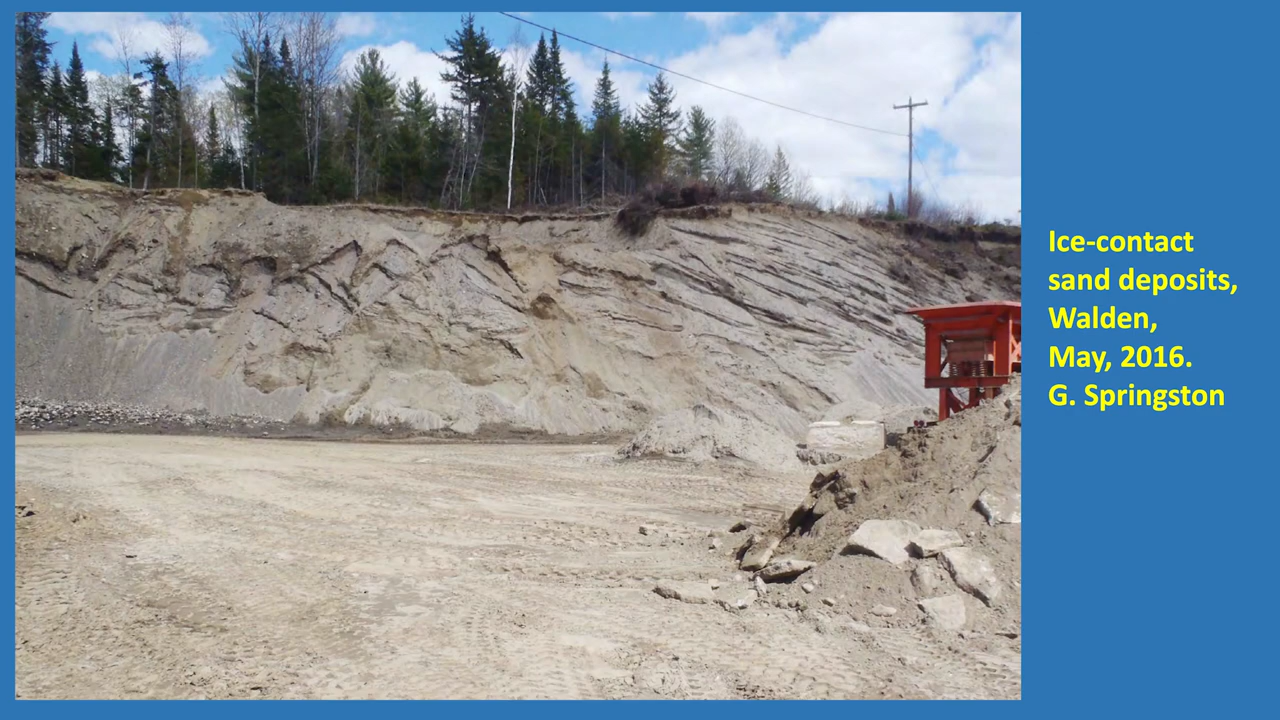 Ice-contact
sand deposits,
Walden,
May, 2016.
G. Springston